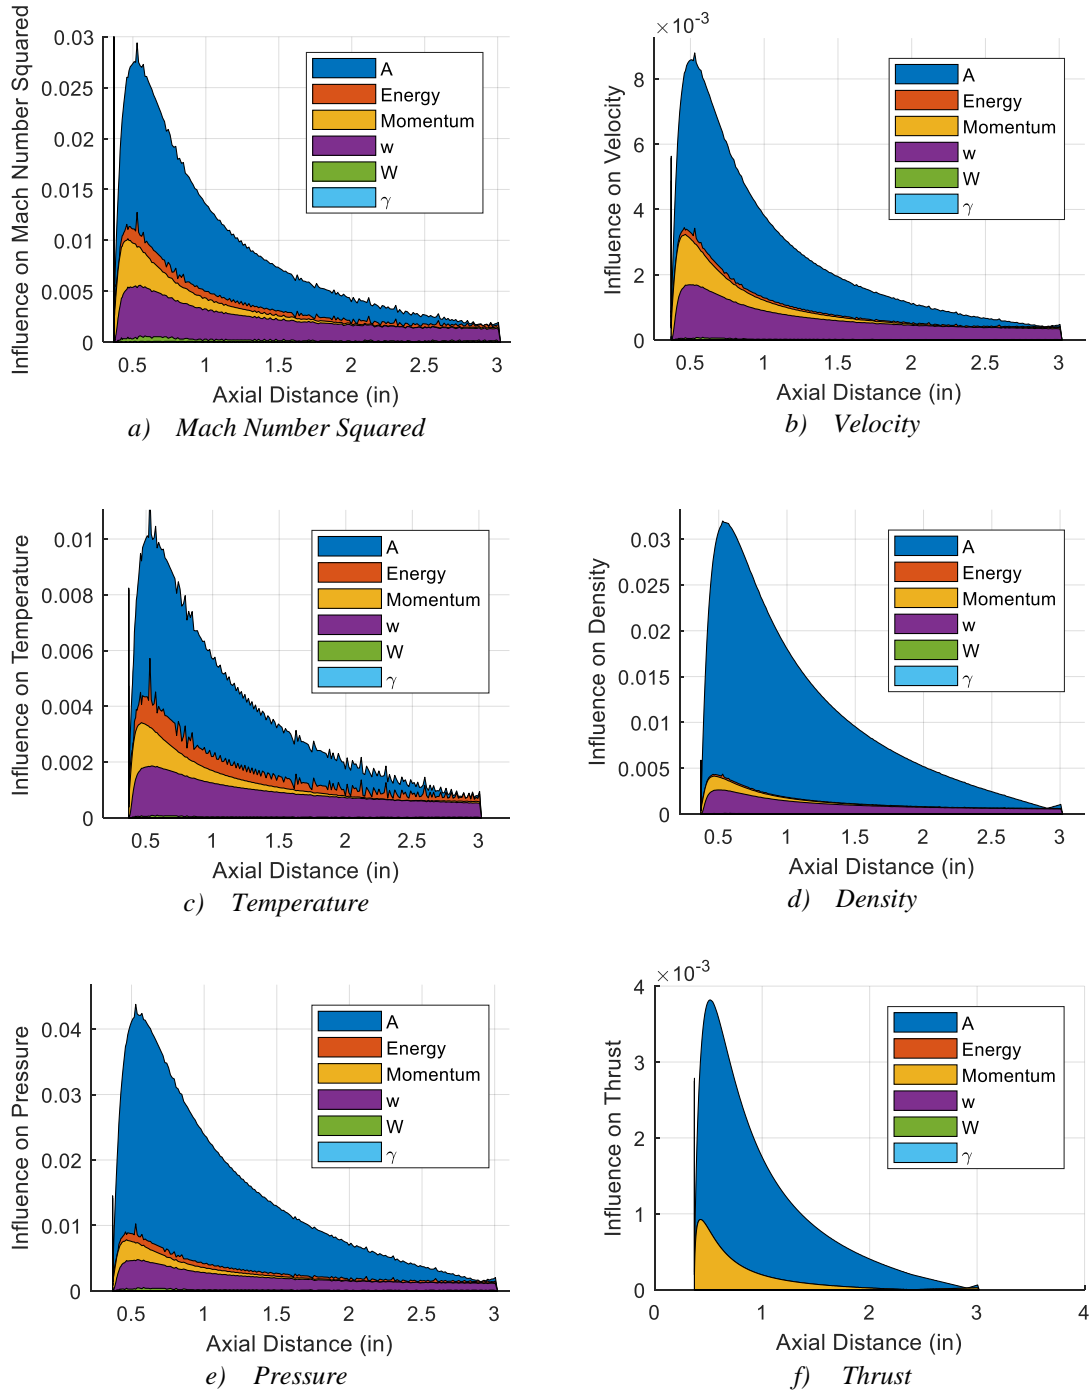 Influence on Mach Number Squared
0.03
0.025
0.02
0.015
0.01
0.005
0
0.5 1 1.5 2 2.5 3
Axial Distance (in)
A
Energy
Momentum
w
W
γ
a) Mach Number Squared
×10-3
Influence on Velocity
8
6
4
2
0
0.5 1 1.5 2 2.5 3
Axial Distance (in)
A
Energy
Momentum
w
W
γ
b) Velocity
Influence on Temperature
0.01
0.008
0.006
0.004
0.002
0
0.5 1 1.5 2 2.5 3
Axial Distance (in)
A
Energy
Momentum
w
W
γ
c) Temperature
Influence on Density
0.03
0.025
0.02
0.015
0.01
0.005
0
0.5 1 1.5 2 2.5 3
Axial Distance (in)
A
Energy
Momentum
w
W
γ
d) Density
Influence on Pressure
0.04
0.03
0.02
0.01
0
0.5 1 1.5 2 2.5 3
Axial Distance (in)
A
Energy
Momentum
w
W
γ
e) Pressure
×10-3
Influence on Thrust
4
3
2
1
0
0 1 2 3 4
Axial Distance (in)
A
Energy
Momentum
w
W
γ
f) Thrust